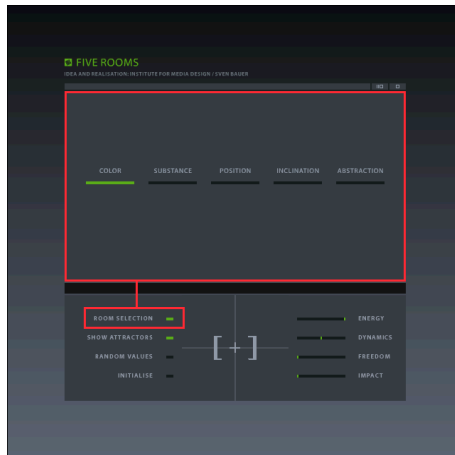 FIVE ROOMS
IDEA AND REALISATION: INSTITUTE FOR MEDIA DESIGN / SVEN BAUER
COLOR SUBSTANCE POSITION INCLINATION ABSTRACTION
ROOM SELECTION ENERGY
SHOW ATTRACTORS DYNAMICS
RANDOM VALUES FREEDOM
INITIALISE IMPACT